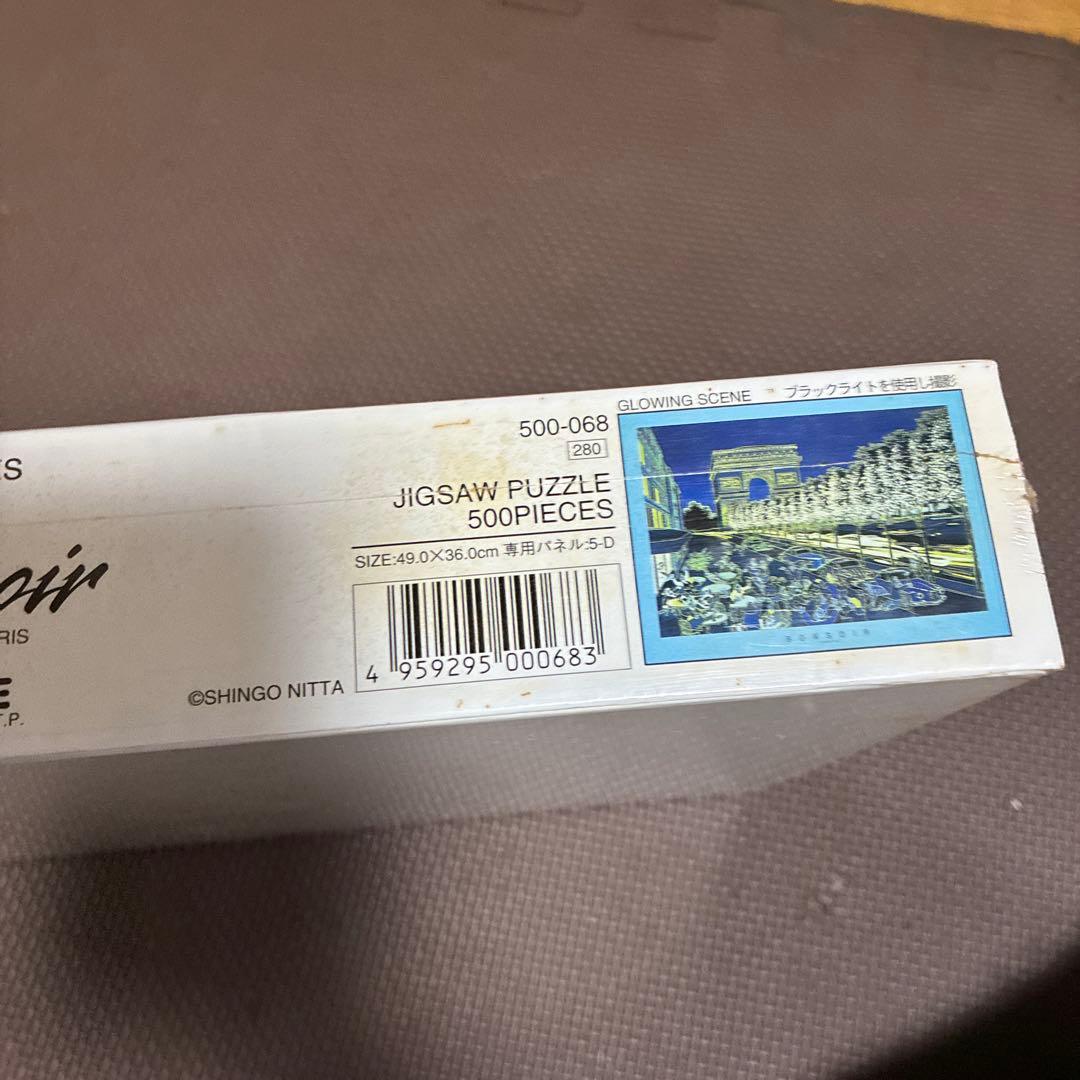 ES
oir
RIS
E
T.P.
©SHINGO NITTA
500-068
280
JIGSAW PUZZLE
500PIECES
SIZE:49.0×36.0cm 専用パネル:5-D
4 959295 000683
GLOWING SCENE ブラックライトを使用し撮影
BONSOIR